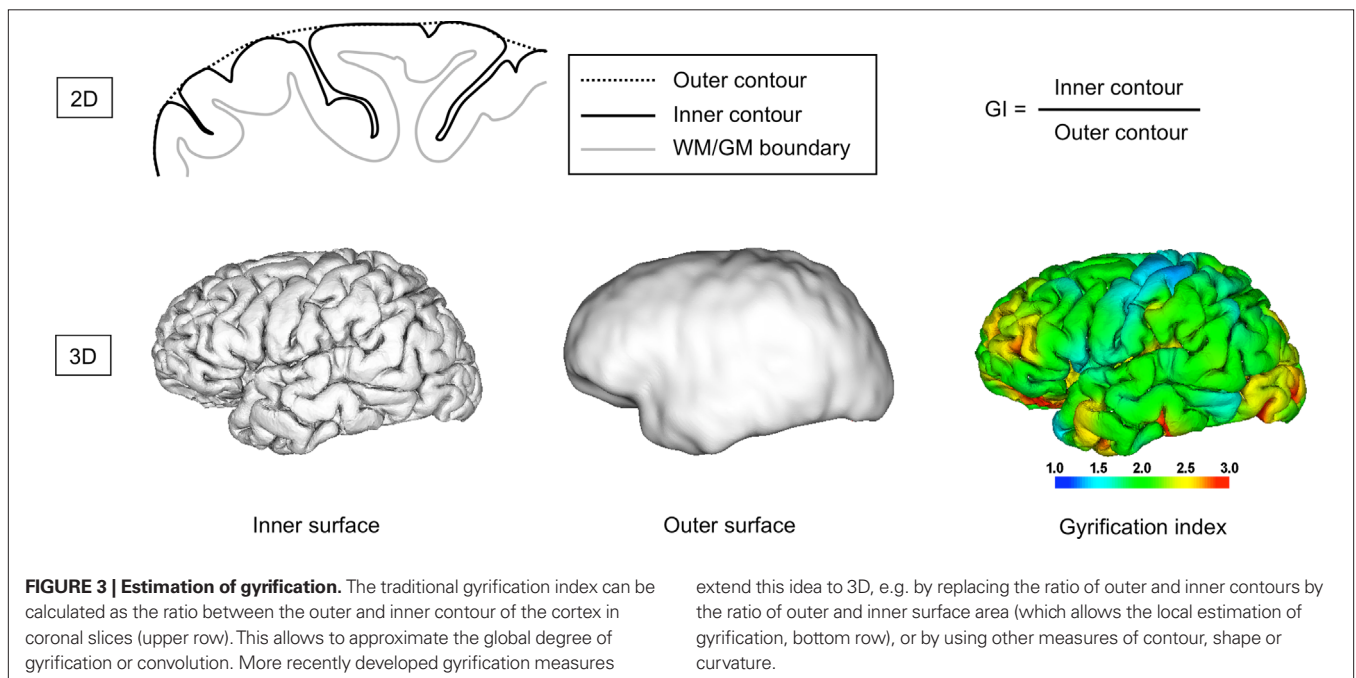 2D
Outer contour
Inner contour
WM/GM boundary
GI =
Inner contour
Outer contour
3D
1.0 1.5 2.0 2.5 3.0
Inner surface
Outer surface
Gyrification index
FIGURE 3 | Estimation of gyrification. The traditional gyrification index can be
calculated as the ratio between the outer and inner contour of the cortex in
coronal slices (upper row). This allows to approximate the global degree of
gyrification or convolution. More recently developed gyrification measures
extend this idea to 3D, e.g. by replacing the ratio of outer and inner contours by
the ratio of outer and inner surface area (which allows the local estimation of
gyrification, bottom row), or by using other measures of contour, shape or
curvature.